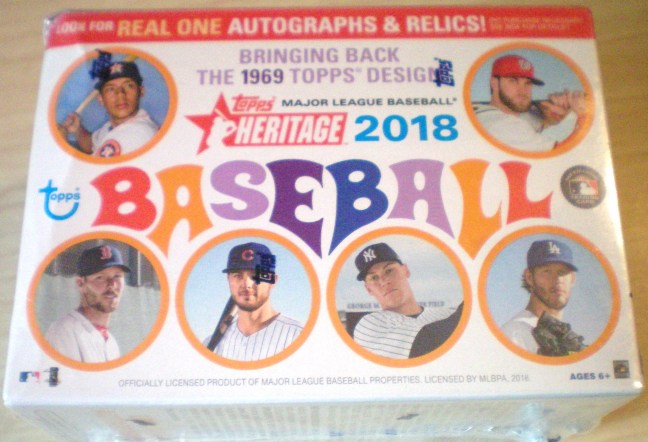 LOOK FOR REAL ONE AUTOGRAPHS & RELICS!
BRINGING BACK
THE 1969 TOPPS® DESIGN
topps MAJOR LEAGUE BASEBALL®
HERITAGE 2018
topps BASEBALL
OFFICIALLY LICENSED PRODUCT OF MAJOR LEAGUE BASEBALL PROPERTIES. LICENSED BY MLBPA, 2018
AGES 6+